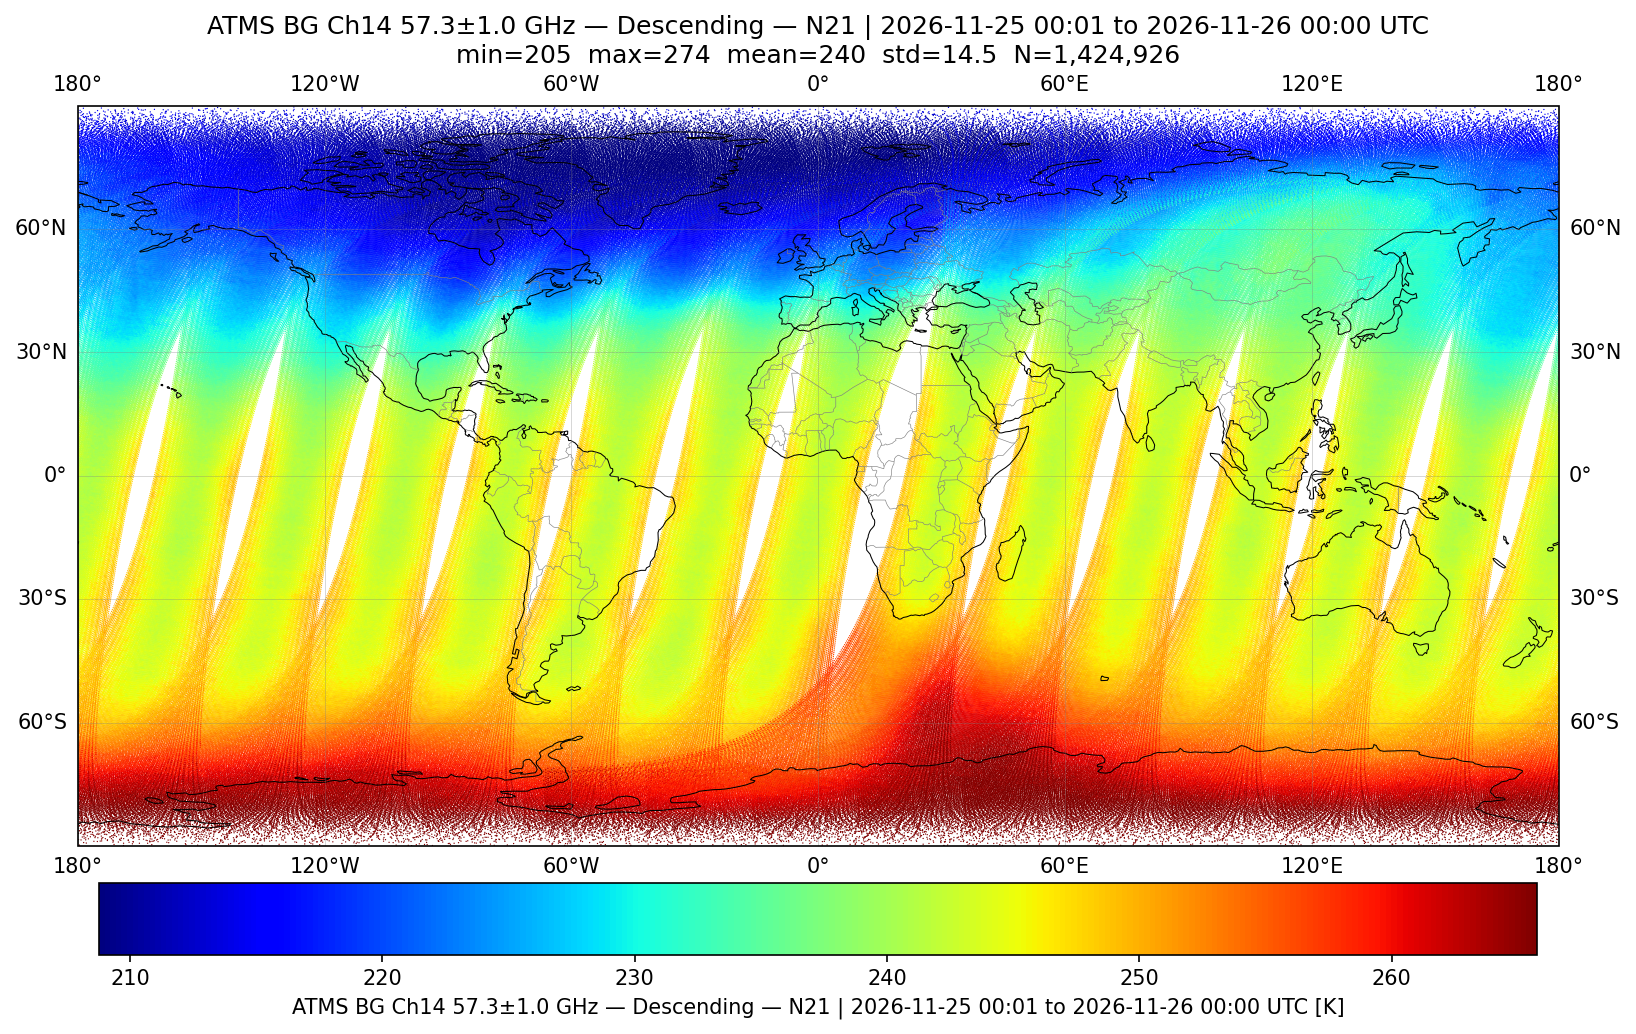 ATMS BG Ch14 57.3±1.0 GHz — Descending — N21 | 2026-11-25 00:01 to 2026-11-26 00:00 UTC
min=205 max=274 mean=240 std=14.5 N=1,424,926
180° 120°W 60°W 0° 60°E 120°E 180°
60°N 60°N
30°N 30°N
0° 0°
30°S 30°S
60°S 60°S
180° 120°W 60°W 0° 60°E 120°E 180°
210 220 230 240 250 260
ATMS BG Ch14 57.3±1.0 GHz — Descending — N21 | 2026-11-25 00:01 to 2026-11-26 00:00 UTC [K]